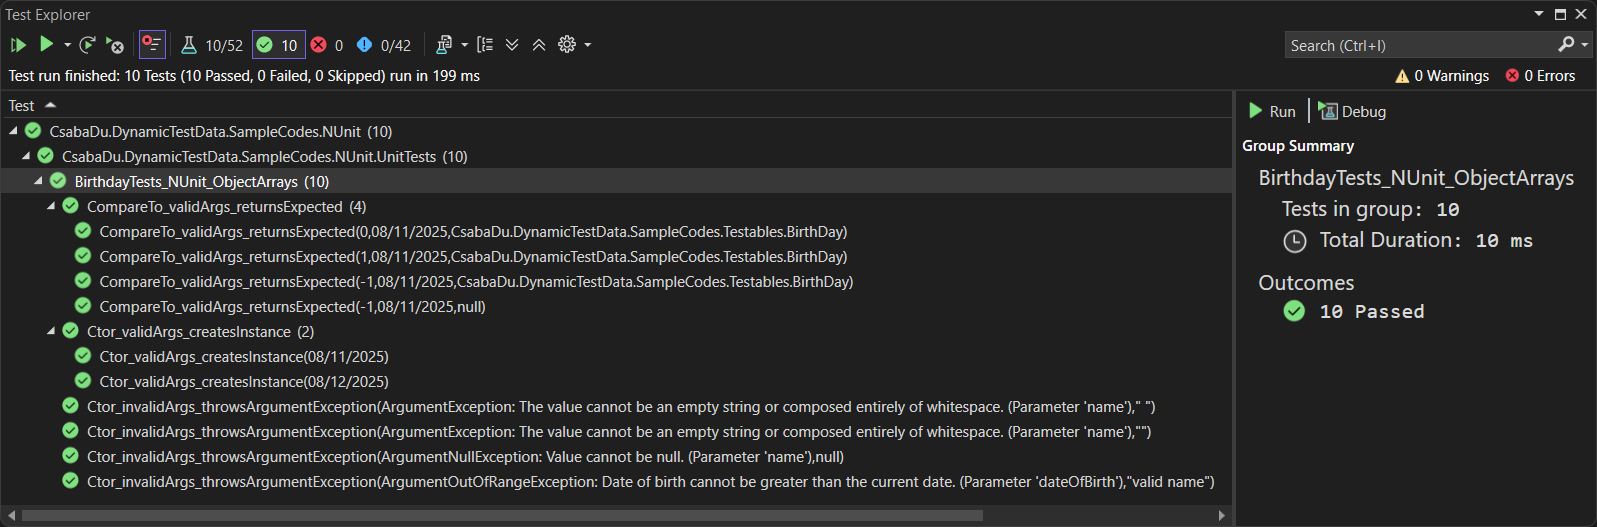 Test Explorer
10/52 10 0 0/42 Search (Ctrl+I)
Test run finished: 10 Tests (10 Passed, 0 Failed, 0 Skipped) run in 199 ms 0 Warnings 0 Errors
Test
CsabaDu.DynamicTestData.SampleCodes.NUnit (10)
CsabaDu.DynamicTestData.SampleCodes.NUnit.UnitTests (10)
BirthdayTests_NUnit_ObjectArrays (10)
CompareTo_validArgs_returnsExpected (4)
CompareTo_validArgs_returnsExpected(0,08/11/2025,CsabaDu.DynamicTestData.SampleCodes.Testables.BirthDay)
CompareTo_validArgs_returnsExpected(1,08/11/2025,CsabaDu.DynamicTestData.SampleCodes.Testables.BirthDay)
CompareTo_validArgs_returnsExpected(-1,08/11/2025,CsabaDu.DynamicTestData.SampleCodes.Testables.BirthDay)
CompareTo_validArgs_returnsExpected(-1,08/11/2025,null)
Ctor_validArgs_createsInstance (2)
Ctor_validArgs_createsInstance(08/11/2025)
Ctor_validArgs_createsInstance(08/12/2025)
Ctor_invalidArgs_throwsArgumentException(ArgumentException: The value cannot be an empty string or composed entirely of whitespace. (Parameter 'name')," ")
Ctor_invalidArgs_throwsArgumentException(ArgumentException: The value cannot be an empty string or composed entirely of whitespace. (Parameter 'name'),"")
Ctor_invalidArgs_throwsArgumentException(ArgumentNullException: Value cannot be null. (Parameter 'name'),null)
Ctor_invalidArgs_throwsArgumentException(ArgumentOutOfRangeException: Date of birth cannot be greater than the current date. (Parameter 'dateOfBirth'),"valid name")
Run Debug
Group Summary
BirthdayTests_NUnit_ObjectArrays
Tests in group: 10
Total Duration: 10 ms
Outcomes
10 Passed